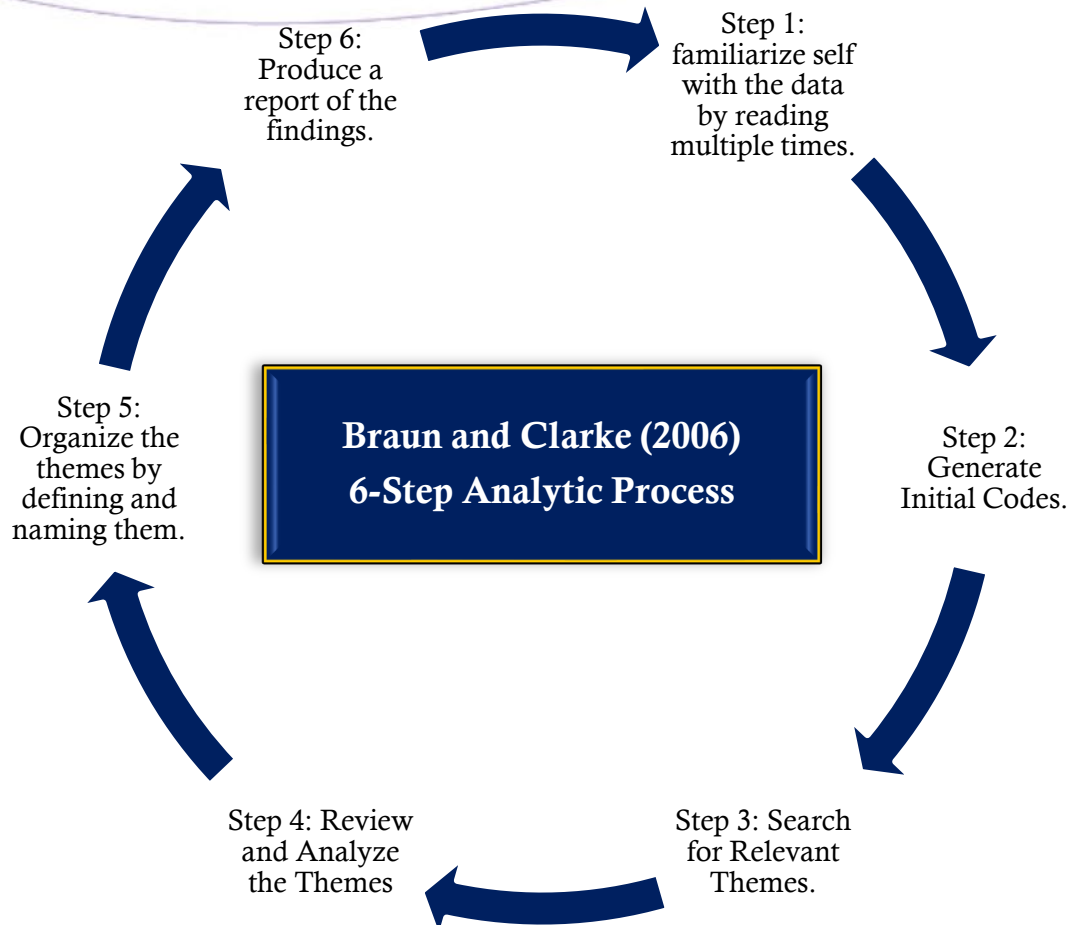 Step 1:
familiarize self
with the data
by reading
multiple times.
Step 2:
Generate
Initial Codes.
Step 3: Search
for Relevant
Themes.
Step 4: Review
and Analyze
the Themes
Step 5:
Organize the
themes by
defining and
naming them.
Step 6:
Produce a
report of the
findings.
Braun and Clarke (2006)
6-Step Analytic Process